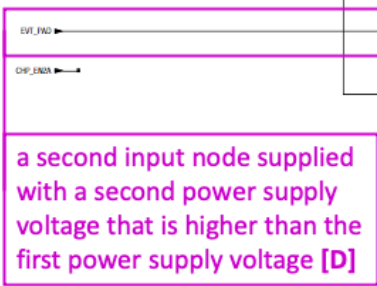 EVT_PAD
CHP_EN2A
a second input node supplied
with a second power supply
voltage that is higher than the
first power supply voltage [D]